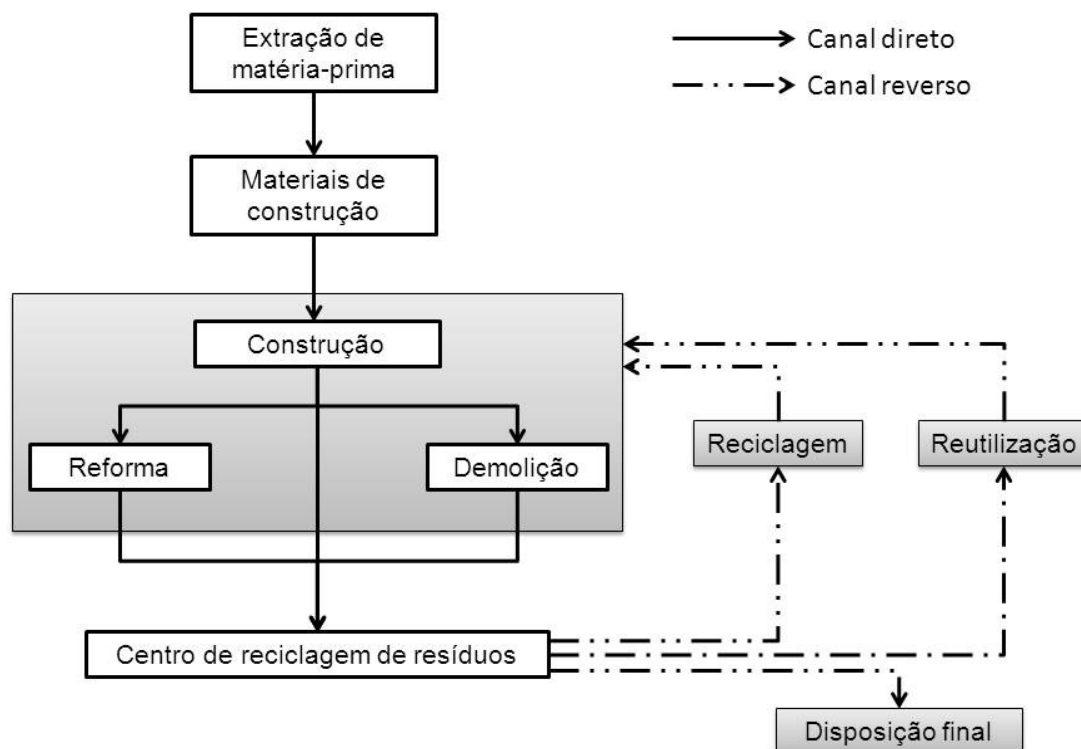 Extração de
matéria-prima
Canal direto
Canal reverso
Materiais de
construção
Construção
Reforma
Demolição
Reciclagem
Reutilização
Centro de reciclagem de resíduos
Disposição final